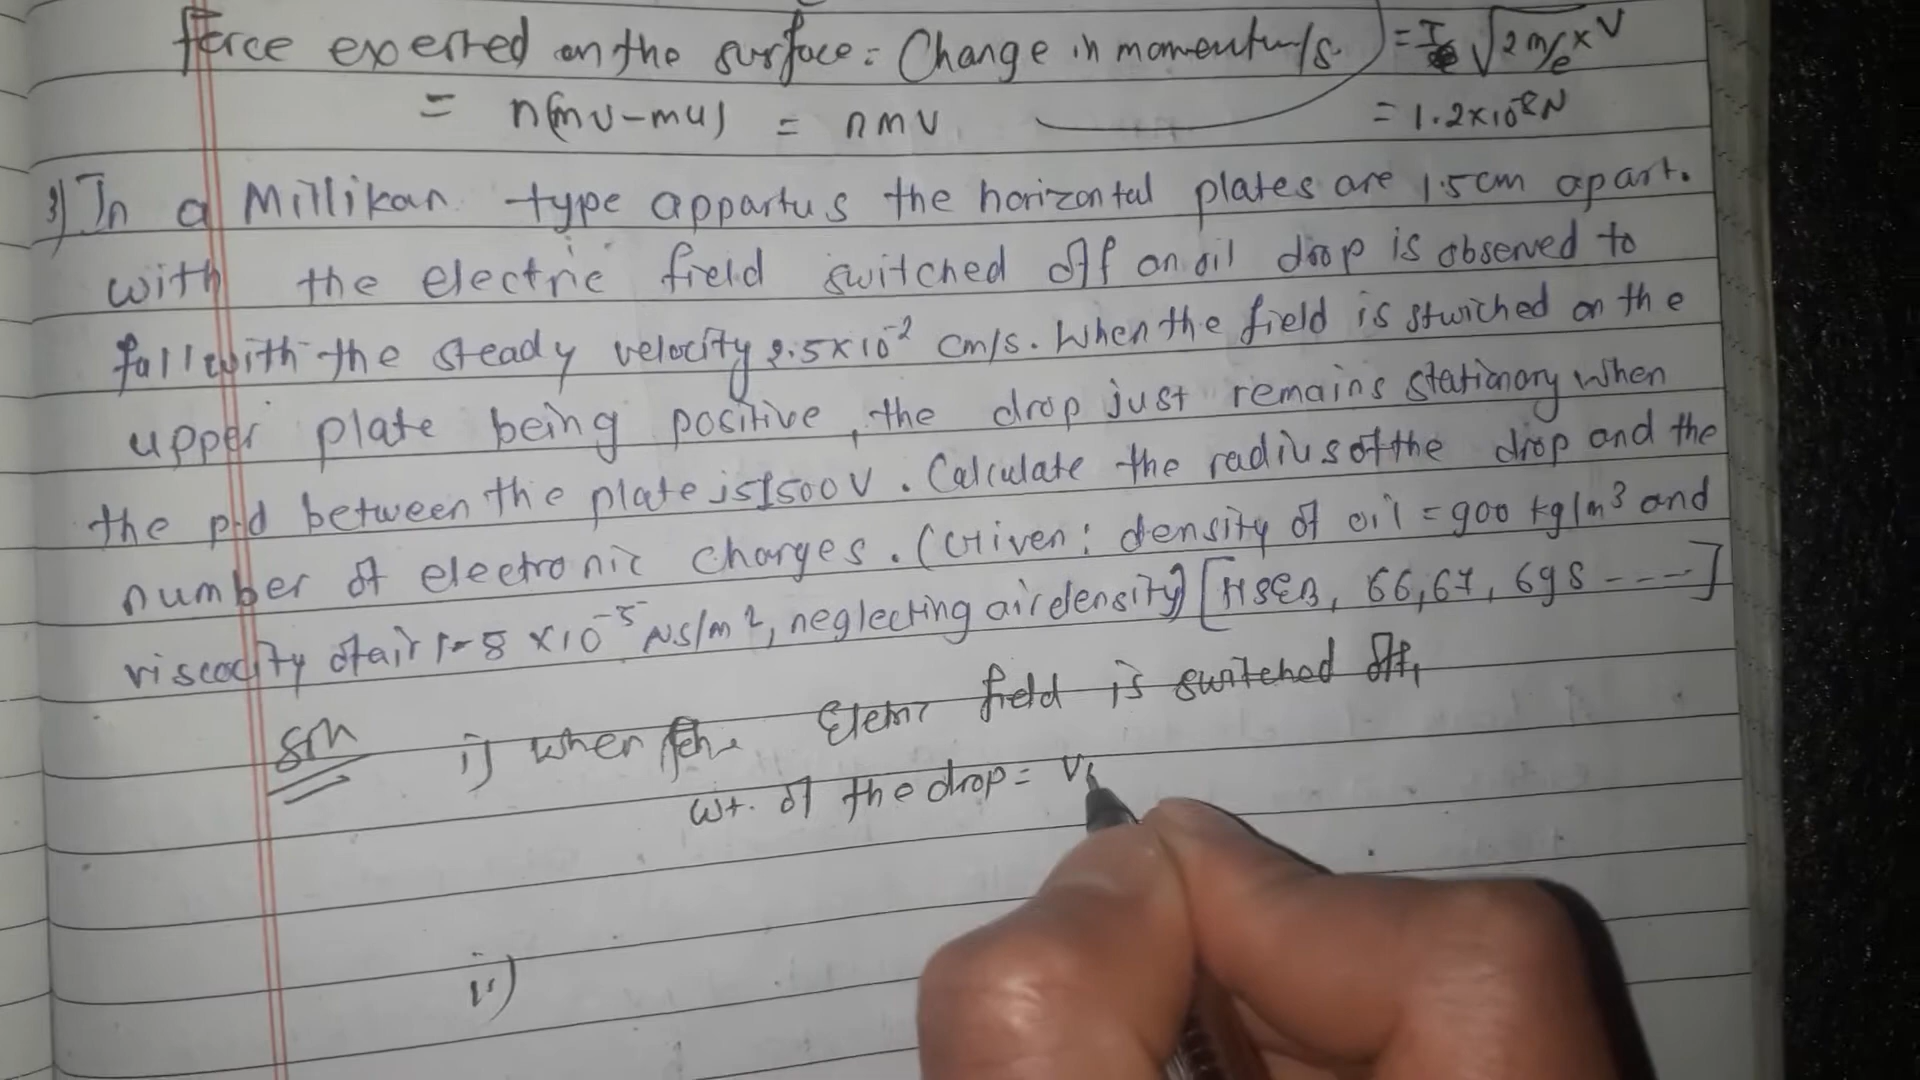 Force exerted on the surface = Change in momentum/s. = I √2m/e×V
= n(mv-mu) = nmv = 1.2×10⁻⁸N
3) In a Millikan type appartus the horizontal plates are 1.5cm apart.
with the electric field switched off an oil drop is observed to
fall with the steady velocity 2.5×10⁻² cm/s. When the field is stwiched on the
upper plate being positive, the drop just remains stationary when
the p.d between the plate is 1500V. Calculate the radius of the drop and the
number of electronic charges. (Given: density of oil = 900 kg/m³ and
viscocity of air 1.8 ×10⁻⁵ Ns/m², neglecting air density) [HSEB, 66, 67, 69S ----]
Soln i) when the field is switched off,
wt. of the drop = V
ii)